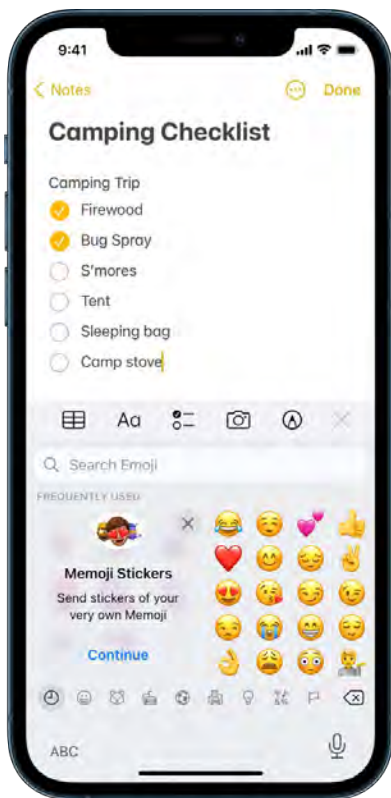 9:41
Notes
Done
Camping Checklist
Camping Trip
Firewood
Bug Spray
S'mores
Tent
Sleeping bag
Camp stove
Aa
Search Emoji
FREQUENTLY USED
Memoji Stickers
Send stickers of your
very own Memoji
Continue
ABC